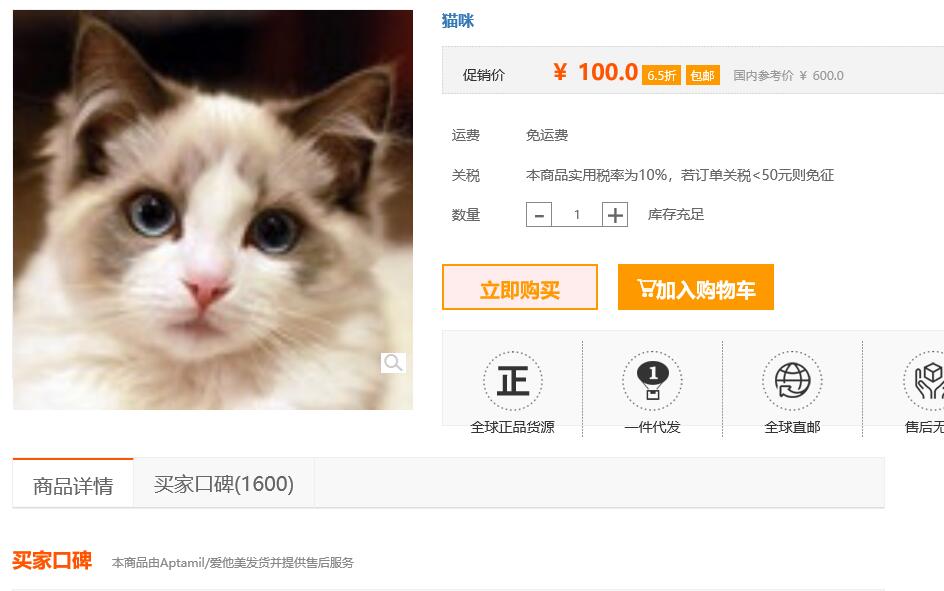 猫咪
促销价 ¥ 100.0 6.5折 包邮 国内参考价 ¥ 600.0
运费 免运费
关税 本商品实用税率为10%，若订单关税<50元则免征
数量 - 1 + 库存充足
立即购买 加入购物车
正 1
全球正品货源 一件代发 全球直邮 售后无
商品详情 买家口碑(1600)
买家口碑 本商品由Aptamil/爱他美发货并提供售后服务